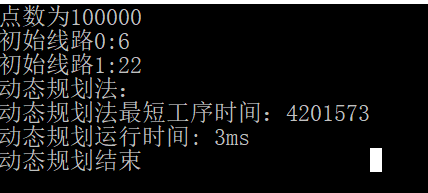 点数为100000
初始线路0:6
初始线路1:22
动态规划法：
动态规划法最短工序时间：4201573
动态规划运行时间: 3ms
动态规划结束